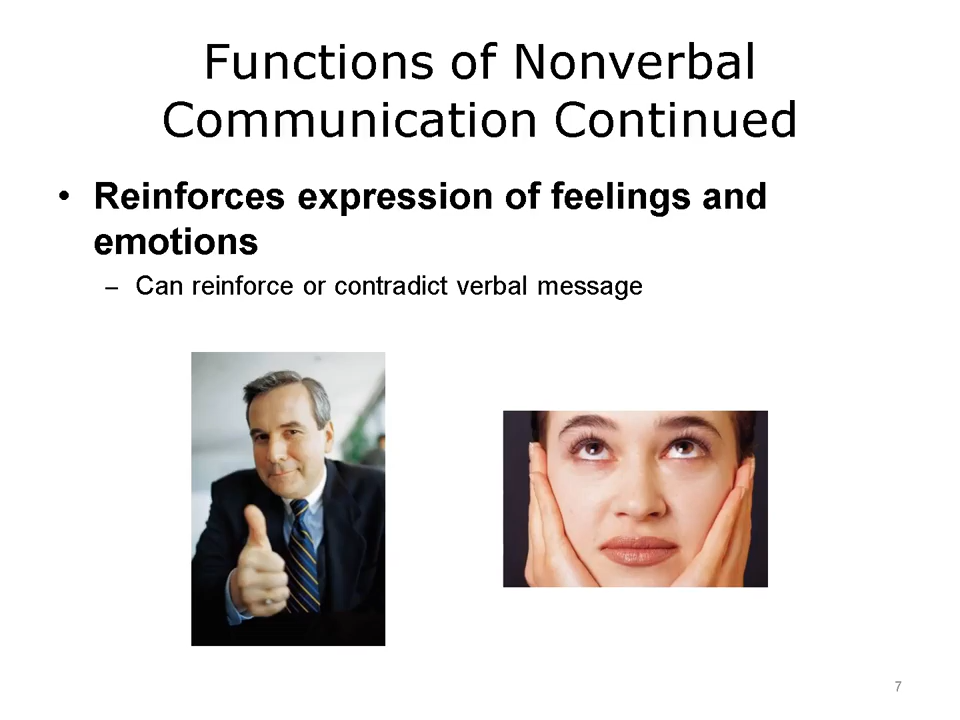 Functions of Nonverbal
Communication Continued
• Reinforces expression of feelings and
emotions
– Can reinforce or contradict verbal message
7